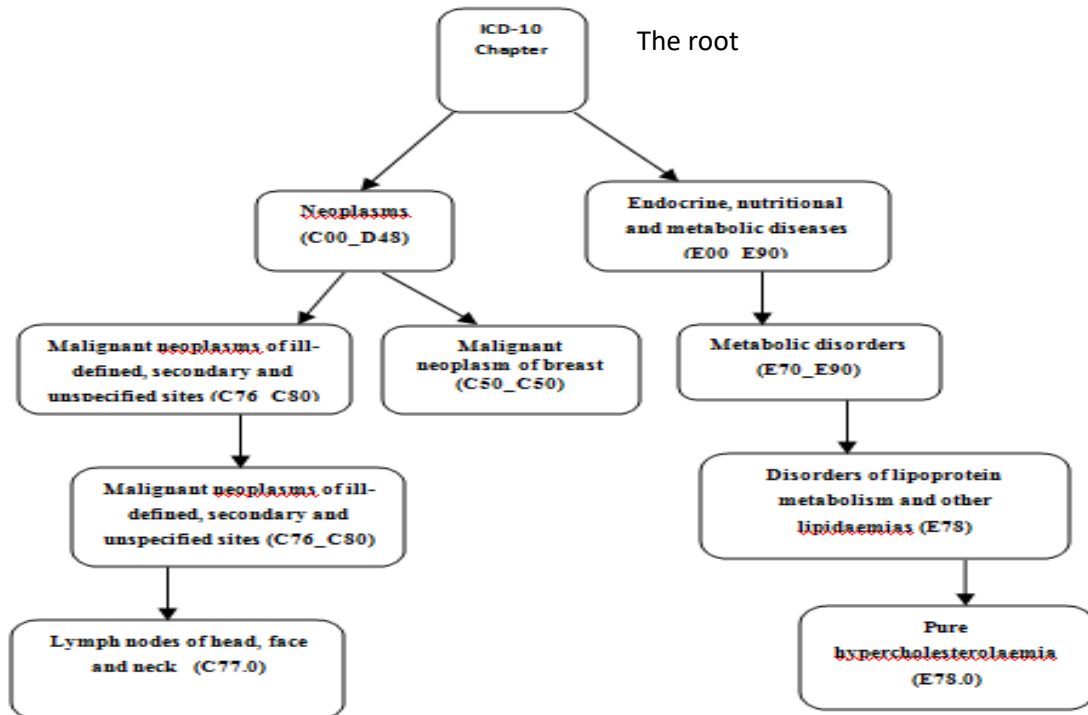 ICD-10
Chapter
The root
Neoplasms
(C00_D48)
Endocrine, nutritional
and metabolic diseases
(E00_E90)
Malignant neoplasms of ill-
defined, secondary and
unspecified sites (C76_C80)
Malignant
neoplasm of breast
(C50_C50)
Metabolic disorders
(E70_E90)
Malignant neoplasms of ill-
defined, secondary and
unspecified sites (C76_C80)
Disorders of lipoprotein
metabolism and other
lipidaemias (E78)
Lymph nodes of head, face
and neck (C77.0)
Pure
hypercholesterolaemia
(E78.0)